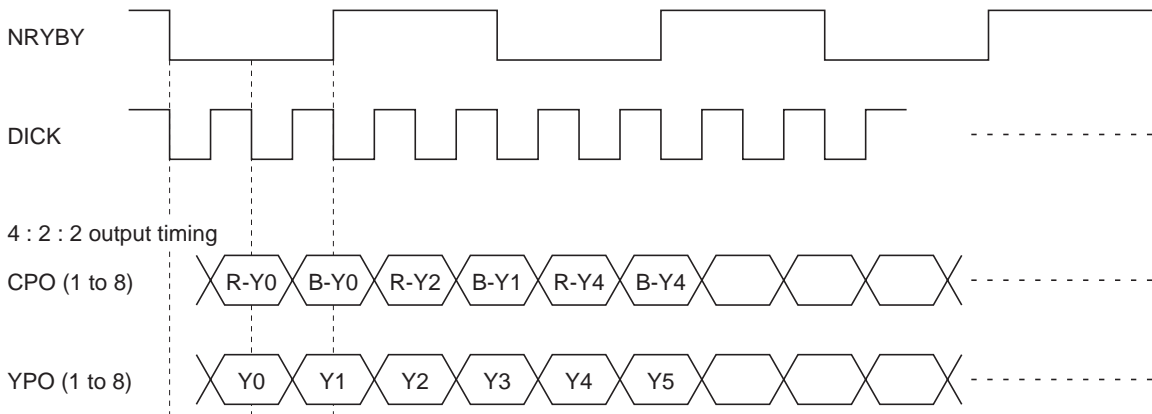 NRYBY
DICK
4 : 2 : 2 output timing
CPO (1 to 8) R-Y0 B-Y0 R-Y2 B-Y1 R-Y4 B-Y4
YPO (1 to 8) Y0 Y1 Y2 Y3 Y4 Y5